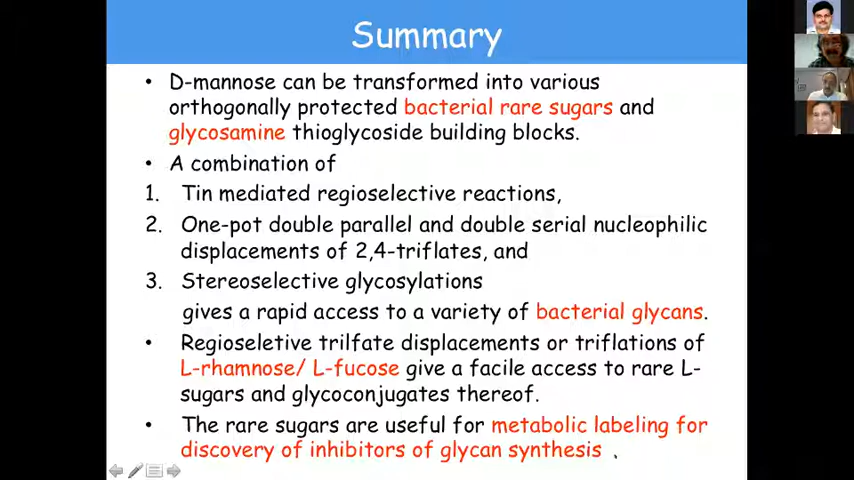 Summary
• D-mannose can be transformed into various
orthogonally protected bacterial rare sugars and
glycosamine thioglycoside building blocks.
• A combination of
1. Tin mediated regioselective reactions,
2. One-pot double parallel and double serial nucleophilic
displacements of 2,4-triflates, and
3. Stereoselective glycosylations
gives a rapid access to a variety of bacterial glycans.
• Regioseletive trilfate displacements or triflations of
L-rhamnose/ L-fucose give a facile access to rare L-
sugars and glycoconjugates thereof.
• The rare sugars are useful for metabolic labeling for
discovery of inhibitors of glycan synthesis .